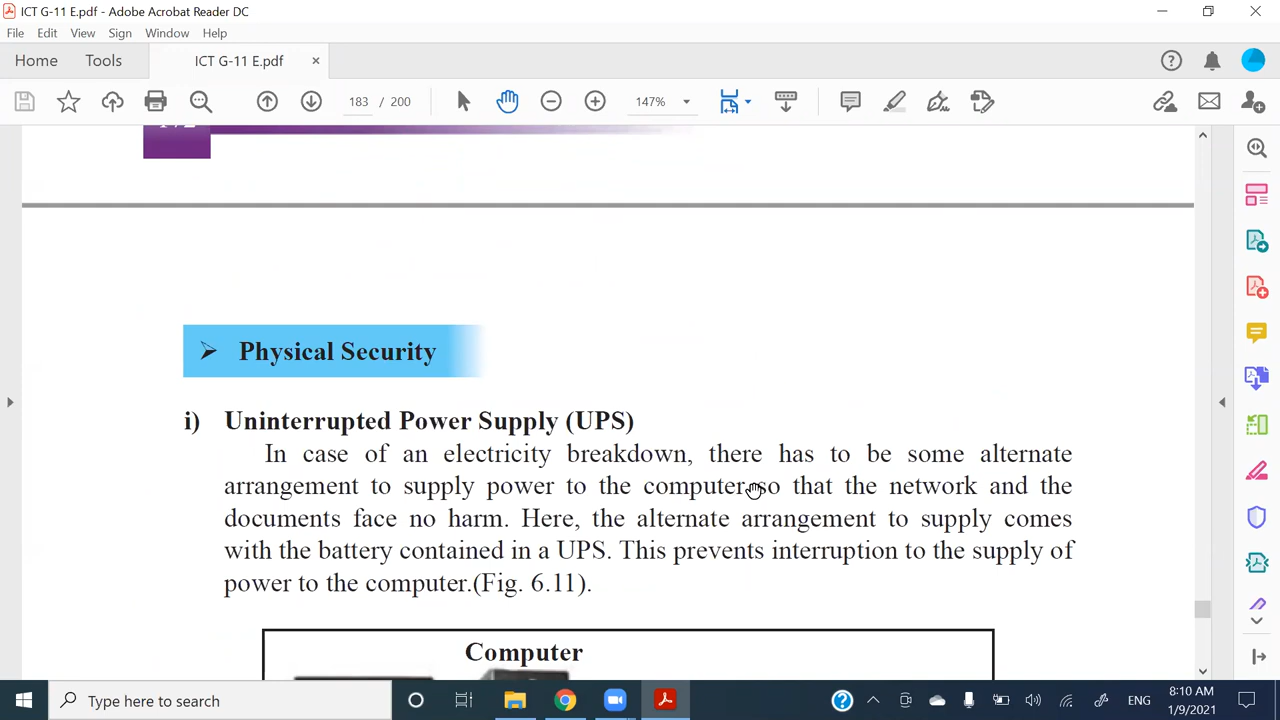 ICT G-11 E.pdf - Adobe Acrobat Reader DC
File Edit View Sign Window Help
Home Tools ICT G-11 E.pdf ×
183 / 200 147%
➢ Physical Security
i) Uninterrupted Power Supply (UPS)
In case of an electricity breakdown, there has to be some alternate
arrangement to supply power to the computer so that the network and the
documents face no harm. Here, the alternate arrangement to supply comes
with the battery contained in a UPS. This prevents interruption to the supply of
power to the computer.(Fig. 6.11).
Computer
Type here to search
ENG
8:10 AM
1/9/2021